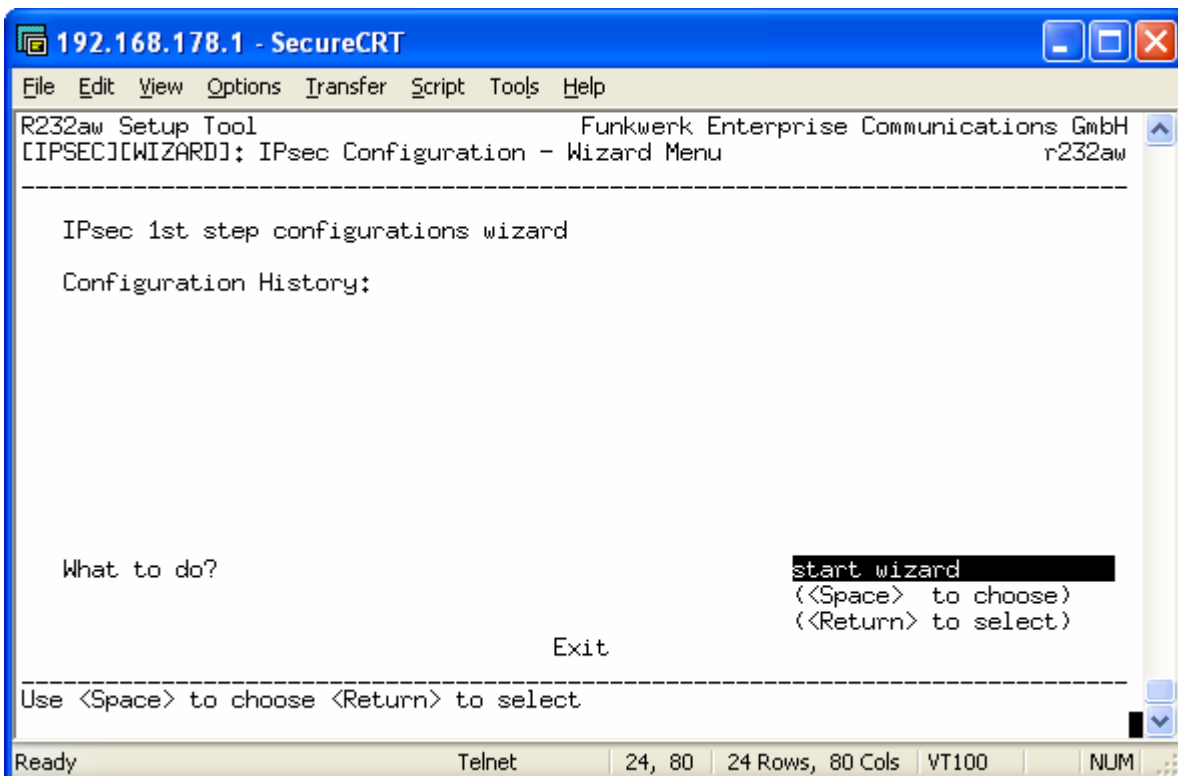 192.168.178.1 - SecureCRT
File Edit View Options Transfer Script Tools Help
R232aw Setup Tool Funkwerk Enterprise Communications GmbH
[IPSEC][WIZARD]: IPsec Configuration - Wizard Menu r232aw
IPsec 1st step configurations wizard
Configuration History:
What to do? start wizard
(<Space> to choose)
(<Return> to select)
Exit
Use <Space> to choose <Return> to select
Ready Telnet 24, 80 24 Rows, 80 Cols VT100 NUM